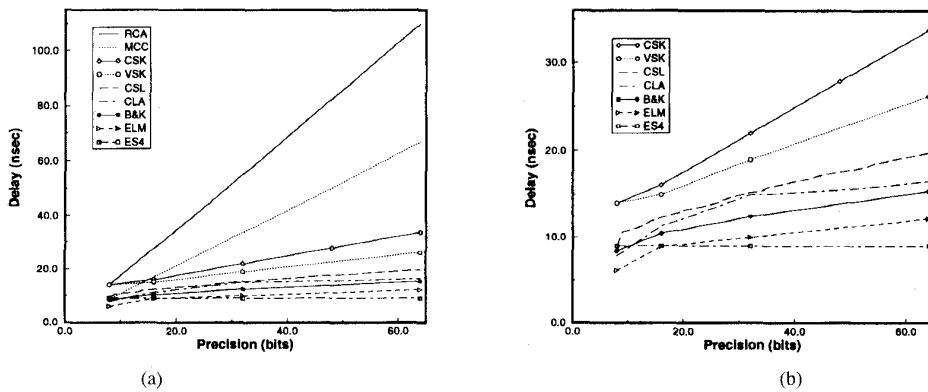 100.0
80.0
60.0
40.0
20.0
0.0
Delay (nsec)
RCA
MCC
CSK
VSK
CSL
CLA
B&K
ELM
ES4
0.0 20.0 40.0 60.0
Precision (bits)
(a)
30.0
20.0
10.0
0.0
Delay (nsec)
CSK
VSK
CSL
CLA
B&K
ELM
ES4
0.0 20.0 40.0 60.0
Precision (bits)
(b)